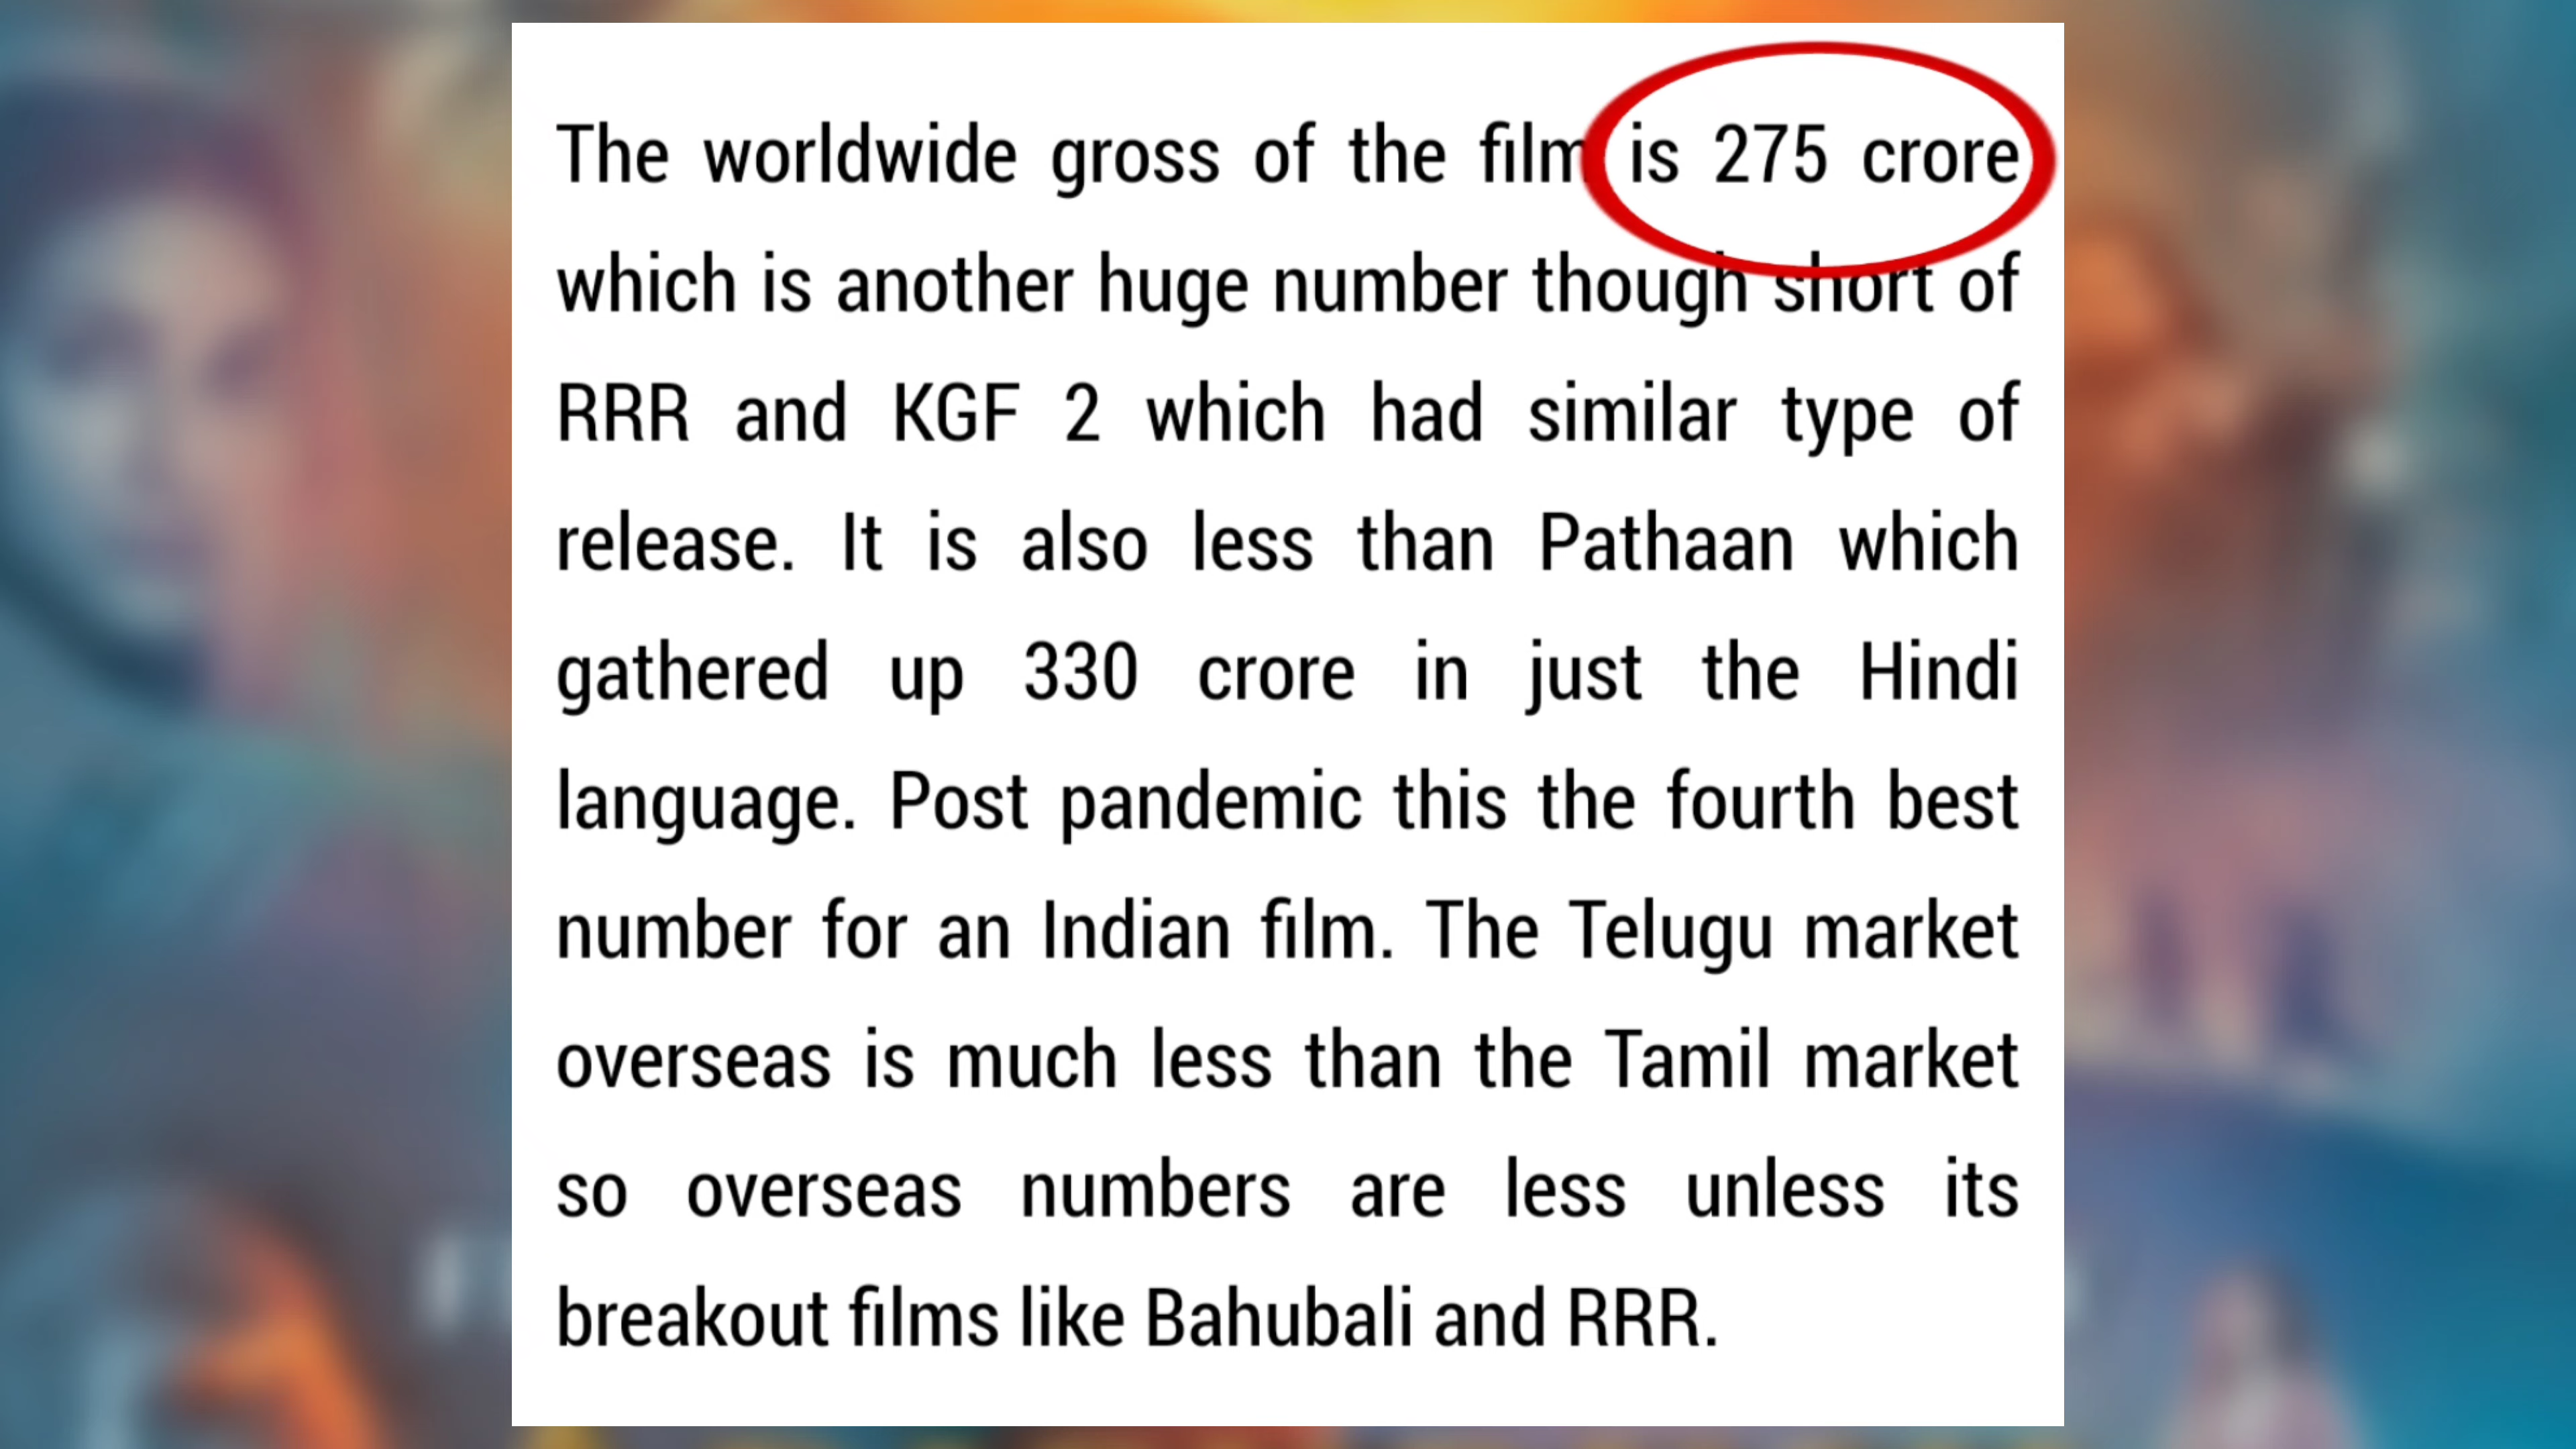 The worldwide gross of the film is 275 crore
which is another huge number though short of
RRR and KGF 2 which had similar type of
release. It is also less than Pathaan which
gathered up 330 crore in just the Hindi
language. Post pandemic this the fourth best
number for an Indian film. The Telugu market
overseas is much less than the Tamil market
so overseas numbers are less unless its
breakout films like Bahubali and RRR.